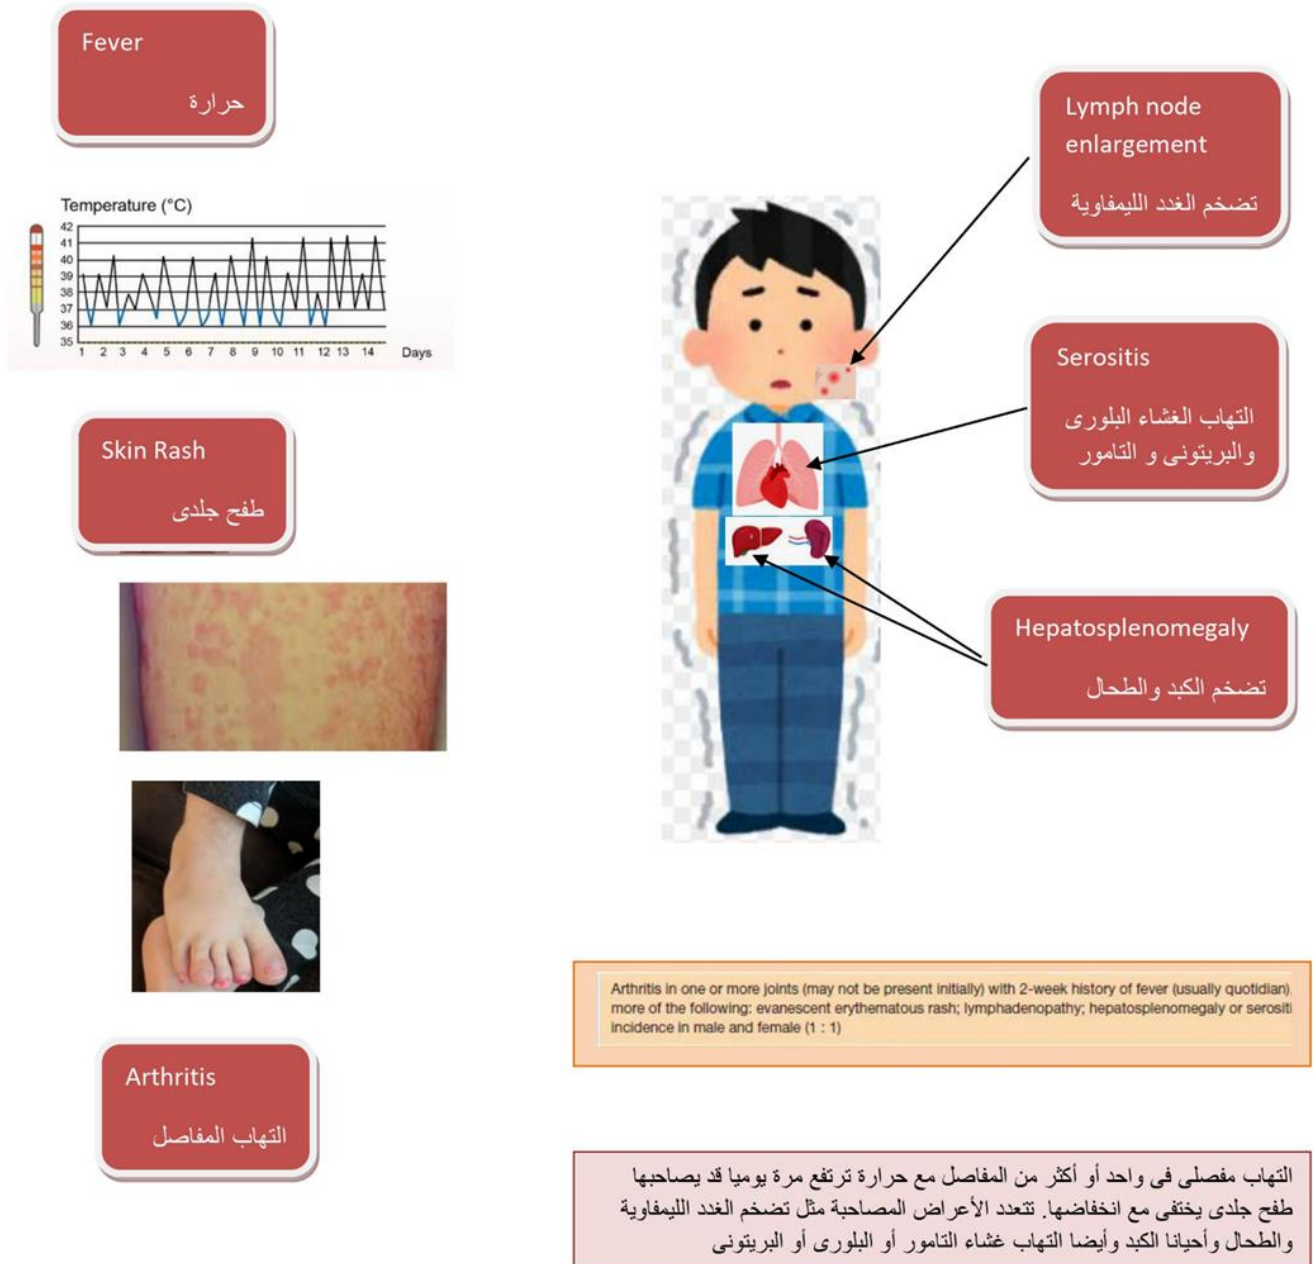 Fever
حرارة
Temperature (°C)
42
41
40
39
38
37
36
35
1 2 3 4 5 6 7 8 9 10 11 12 13 14 Days
Skin Rash
طفح جلدى
Arthritis
التهاب المفاصل
Lymph node
enlargement
تضخم الغدد الليمفاوية
Serositis
التهاب الغشاء البلورى
والبريتونى و التامور
Hepatosplenomegaly
تضخم الكبد والطحال
Arthritis in one or more joints (may not be present initially) with 2-week history of fever (usually quotidian)
more of the following: evanescent erythematous rash; lymphadenopathy; hepatosplenomegaly or serositi
incidence in male and female (1 : 1)
التهاب مفصلى فى واحد أو أكثر من المفاصل مع حرارة ترتفع مرة يوميا قد يصاحبها
طفح جلدى يختفى مع انخفاضها. تتعدد الأعراض المصاحبة مثل تضخم الغدد الليمفاوية
والطحال وأحيانا الكبد وأيضا التهاب غشاء التامور أو البلورى أو البريتونى